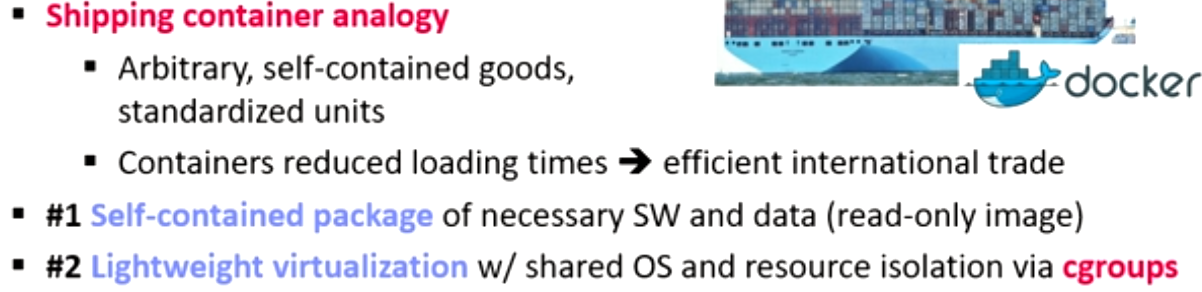 ▪ Shipping container analogy
▪ Arbitrary, self-contained goods,
standardized units
docker
▪ Containers reduced loading times ➔ efficient international trade
▪ #1 Self-contained package of necessary SW and data (read-only image)
▪ #2 Lightweight virtualization w/ shared OS and resource isolation via cgroups